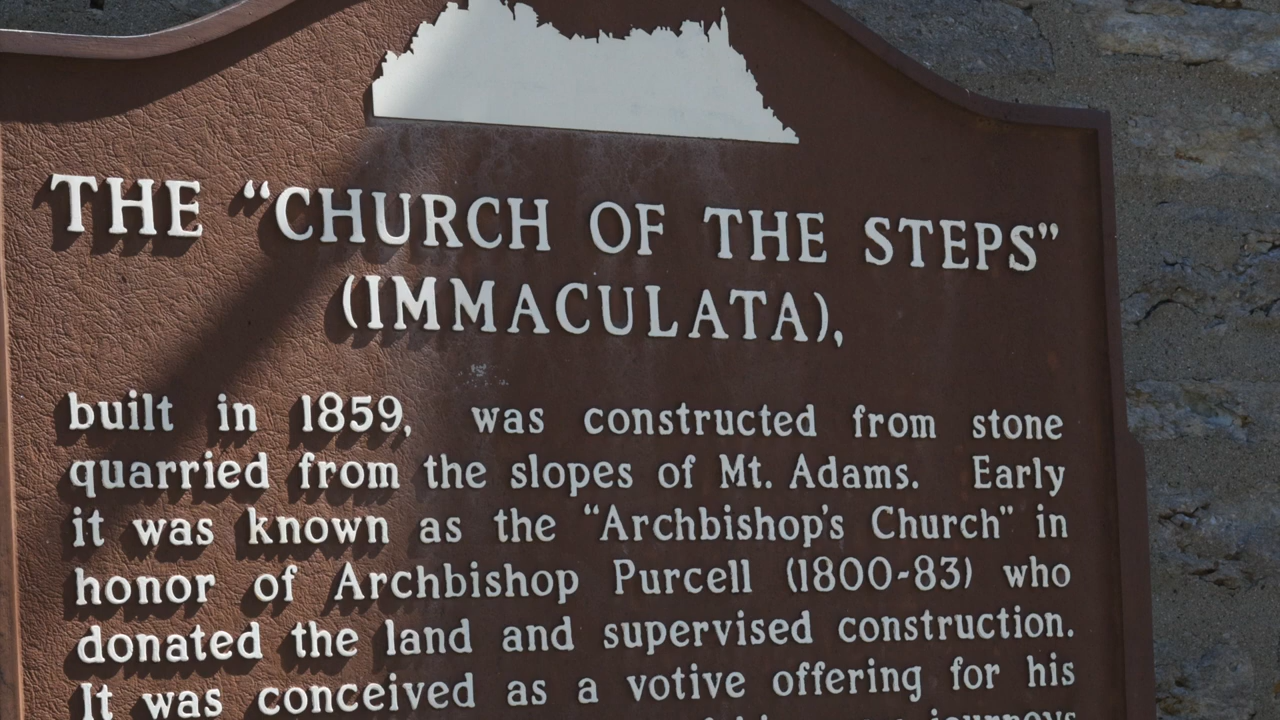 THE "CHURCH OF THE STEPS"
(IMMACULATA),
built in 1859, was constructed from stone
quarried from the slopes of Mt. Adams. Early
it was known as the "Archbishop's Church" in
honor of Archbishop Purcell (1800-83) who
donated the land and supervised construction.
It was conceived as a votive offering for his
journeys